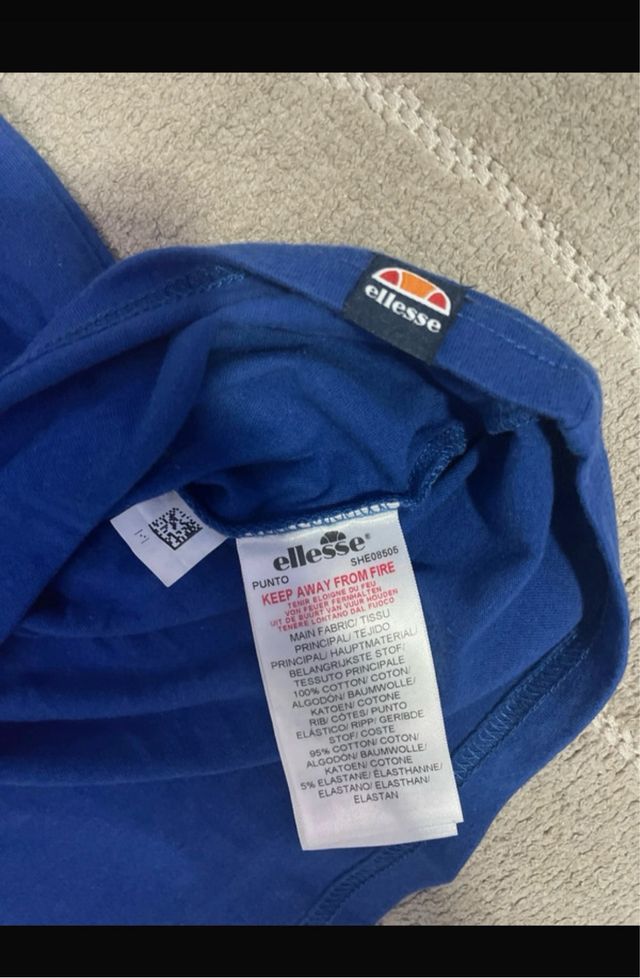 ellesse
ellesse®
PUNTO SHE08505
KEEP AWAY FROM FIRE
TENIR ELOIGNE DU FEU
VON FEUER FERNHALTEN
UIT DE BUURT VAN VUUR HOUDEN
TENERE LONTANO DAL FUOCO
MAIN FABRIC/ TISSU
PRINCIPAL/ TEJIDO
PRINCIPAL/ HAUPTMATERIAL/
BELANGRIJKSTE STOF/
TESSUTO PRINCIPALE
100% COTTON/ COTON/
ALGODÓN/ BAUMWOLLE/
KATOEN/ COTONE
RIB/ CÔTES/ PUNTO
ELÁSTICO/ RIPP/ GERIBDE
STOF/ COSTE
95% COTTON/ COTON/
ALGODÓN/ BAUMWOLLE/
KATOEN/ COTONE
5% ELASTANE/ ÉLASTHANNE/
ELASTANO/ ELASTHAN/
ELASTAN